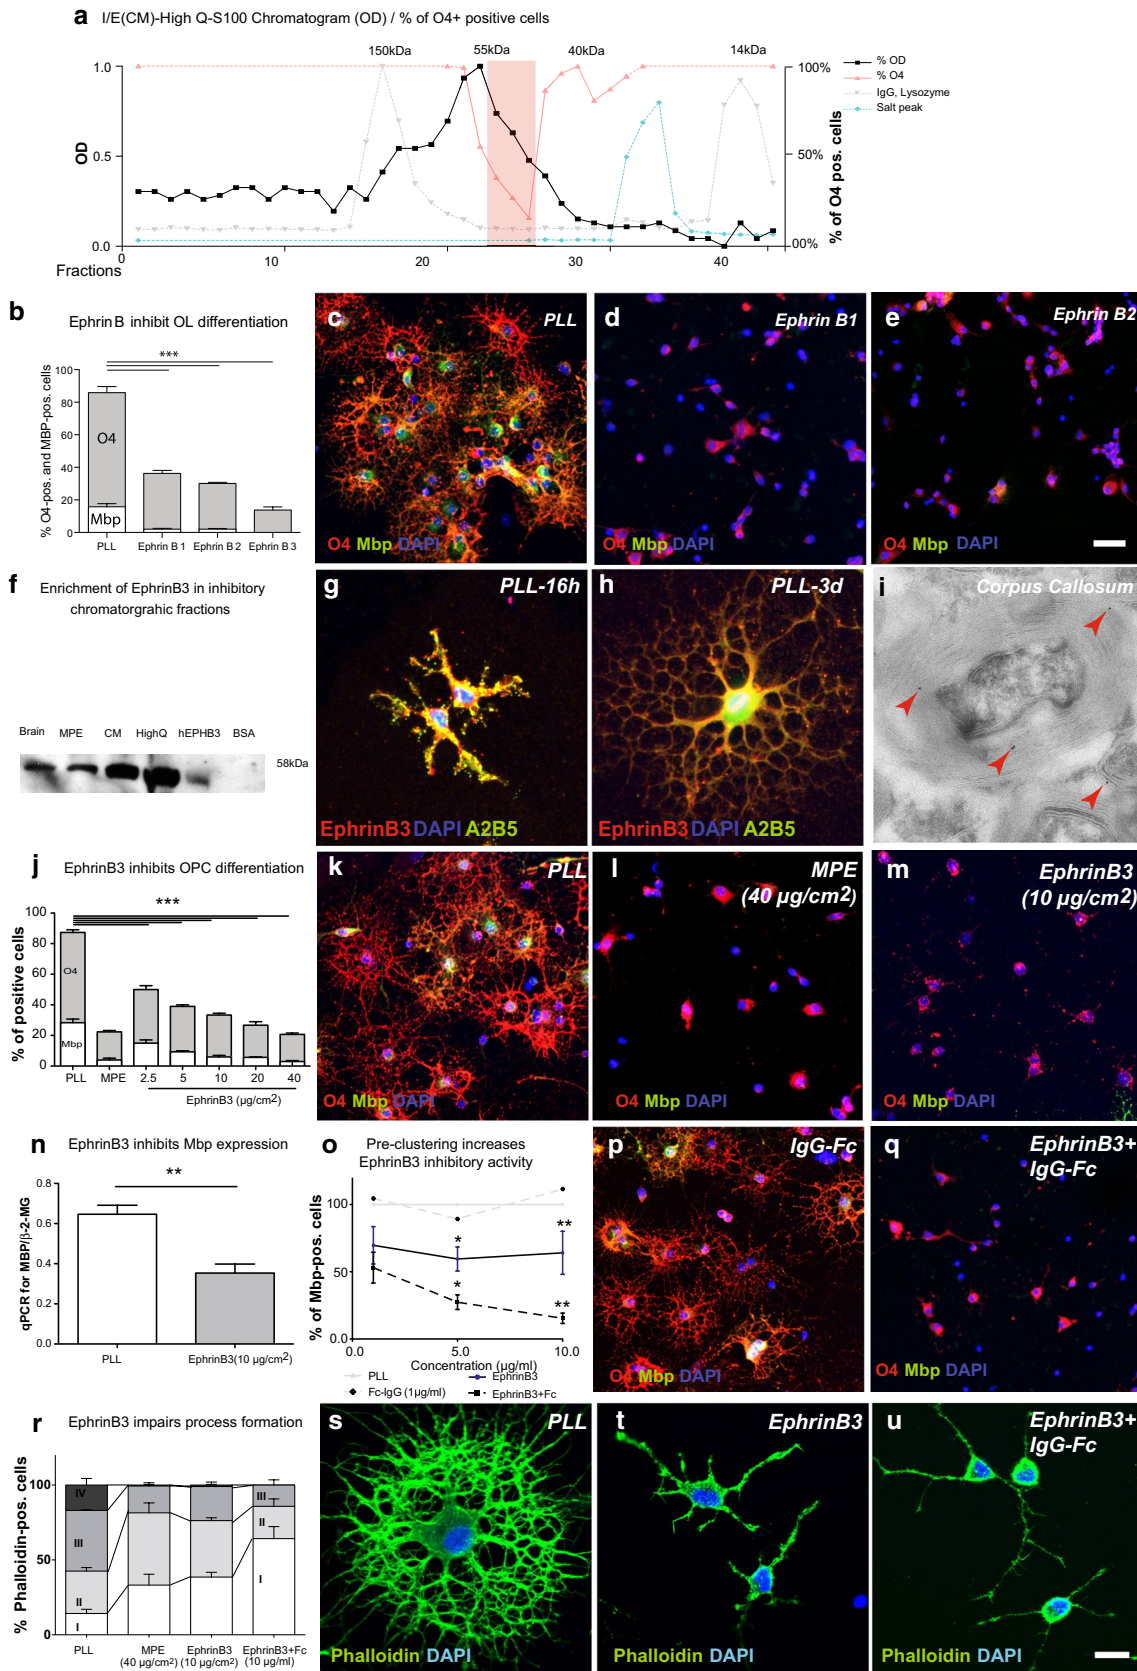 a I/E(CM)-High Q-S100 Chromatogram (OD) / % of O4+ positive cells
150kDa 55kDa 40kDa 14kDa
1.0 100%
% OD
% O4
IgG, Lysozyme
Salt peak
OD
0.5 50%
% of O4 pos. cells
0.0 00%
0 10 20 30 40
Fractions
b EphrinB inhibit OL differentiation
***
% O4-pos. and MBP-pos. cells
100
80
60
40
20
0
O4
Mbp
PLL Ephrin B1 Ephrin B2 Ephrin B3
c PLL
O4 Mbp DAPI
d Ephrin B1
O4 Mbp DAPI
e Ephrin B2
O4 Mbp DAPI
f Enrichment of EphrinB3 in inhibitory
chromatorgrahic fractions
Brain MPE CM HighQ hEPHB3 BSA
58kDa
g PLL-16h
EphrinB3 DAPI A2B5
h PLL-3d
EphrinB3 DAPI A2B5
i Corpus Callosum
j EphrinB3 inhibits OPC differentiation
***
% of positive cells
100
80
60
40
20
0
O4
Mbp
PLL MPE 2.5 5 10 20 40
EphrinB3 (µg/cm2)
k PLL
O4 Mbp DAPI
l MPE
(40 µg/cm2)
O4 Mbp DAPI
m EphrinB3
(10 µg/cm2)
O4 Mbp DAPI
n EphrinB3 inhibits Mbp expression
**
qPCR for MBP/β-2-MG
0.8
0.6
0.4
0.2
0.0
PLL EphrinB3(10 µg/cm2)
o Pre-clustering increases
EphrinB3 inhibitory activity
% of Mbp-pos. cells
100
50
0.0
* **
* **
0.0 5.0 10.0
Concentration (µg/ml)
PLL EphrinB3
Fc-IgG (1µg/ml) EphrinB3+Fc
p IgG-Fc
O4 Mbp DAPI
q EphrinB3+
IgG-Fc
O4 Mbp DAPI
r EphrinB3 impairs process formation
% Phalloidin-pos. cells
100
50
0
IV
III
II
I
III
II
I
PLL MPE EphrinB3 EphrinB3+Fc
(40 µg/cm2) (10 µg/cm2) (10 µg/ml)
s PLL
Phalloidin DAPI
t EphrinB3
Phalloidin DAPI
u EphrinB3+
IgG-Fc
Phalloidin DAPI